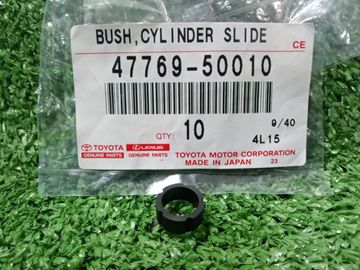 BUSH, CYLINDER SLIDE
CE
47769-50010
QTY: 10
9/40
4L15
TOYOTA LEXUS
GENUINE PARTS GENUINE PARTS
TOYOTA MOTOR CORPORATION
MADE IN JAPAN 23